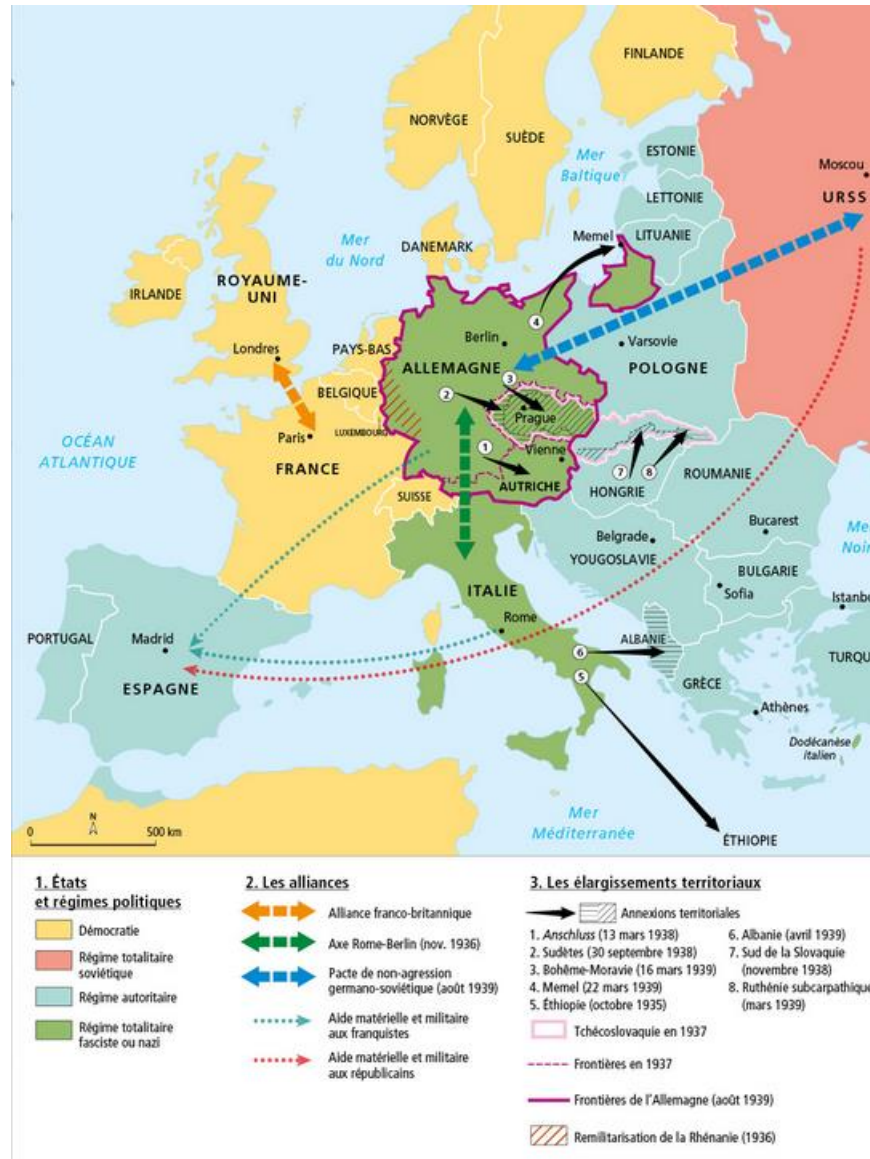 FINLANDE
NORVÈGE
SUÈDE
ESTONIE
Mer
Baltique
Moscou
LETTONIE
URSS
Mer
du Nord
DANEMARK
Memel
LITUANIE
ROYAUME-
UNI
IRLANDE
4
Berlin
Londres
PAYS-BAS
Varsovie
ALLEMAGNE
POLOGNE
3
BELGIQUE
2
Prague
OCÉAN
ATLANTIQUE
Paris
LUXEMBOURG
1
Vienne
FRANCE
7
8
AUTRICHE
ROUMANIE
SUISSE
HONGRIE
Bucarest
Me
Noir
Belgrade
YOUGOSLAVIE
ITALIE
BULGARIE
Sofia
Istanb
Rome
PORTUGAL
Madrid
ALBANIE
6
TURQU
ESPAGNE
5
GRÈCE
Athènes
Dodécanèse
italien
N
Mer
Méditerranée
0
500 km
ÉTHIOPIE
1. États
et régimes politiques
Démocratie
Régime totalitaire
soviétique
Régime autoritaire
Régime totalitaire
fasciste ou nazi
2. Les alliances
Alliance franco-britannique
Axe Rome-Berlin (nov. 1936)
Pacte de non-agression
germano-soviétique (août 1939)
Aide matérielle et militaire
aux franquistes
Aide matérielle et militaire
aux républicains
3. Les élargissements territoriaux
Annexions territoriales
1. Anschluss (13 mars 1938)
2. Sudètes (30 septembre 1938)
3. Bohême-Moravie (16 mars 1939)
4. Memel (22 mars 1939)
5. Éthiopie (octobre 1935)
6. Albanie (avril 1939)
7. Sud de la Slovaquie
(novembre 1938)
8. Ruthénie subcarpathique
(mars 1939)
Tchécoslovaquie en 1937
Frontières en 1937
Frontières de l'Allemagne (août 1939)
Remilitarisation de la Rhénanie (1936)